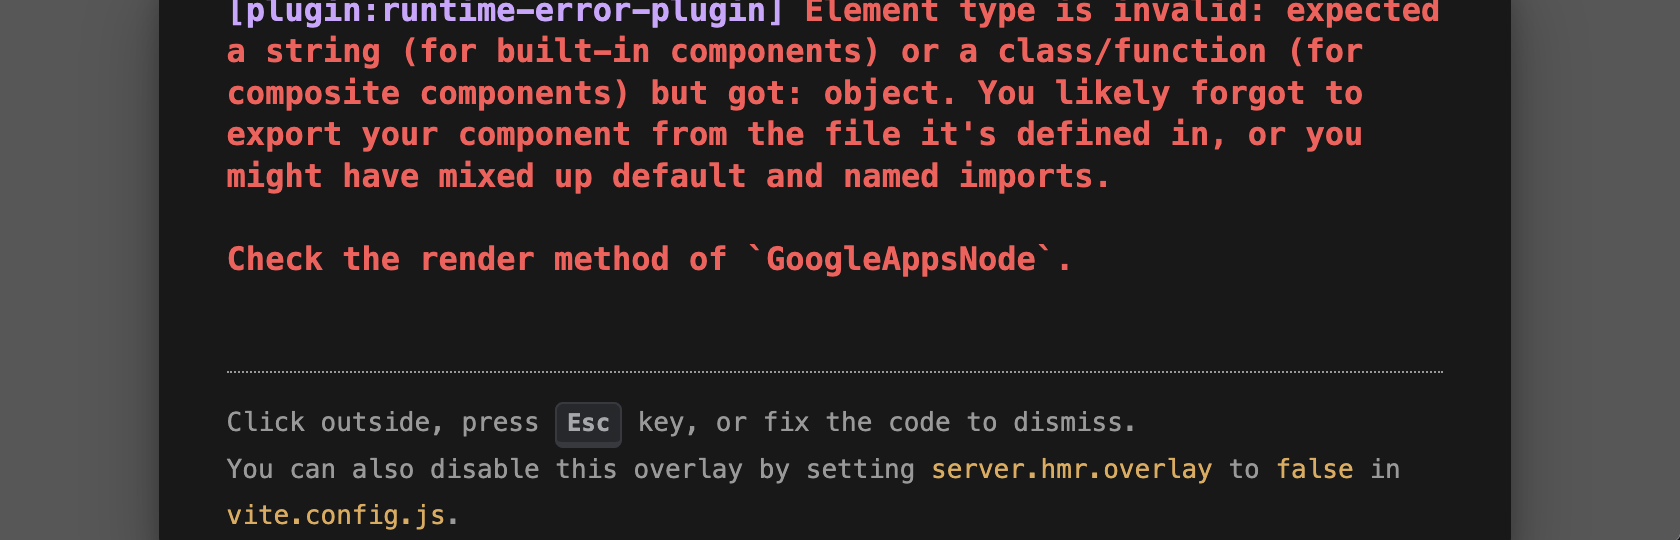 [plugin:runtime-error-plugin] Element type is invalid: expected
a string (for built-in components) or a class/function (for
composite components) but got: object. You likely forgot to
export your component from the file it's defined in, or you
might have mixed up default and named imports.
Check the render method of `GoogleAppsNode`.
Click outside, press Esc key, or fix the code to dismiss.
You can also disable this overlay by setting server.hmr.overlay to false in
vite.config.js.